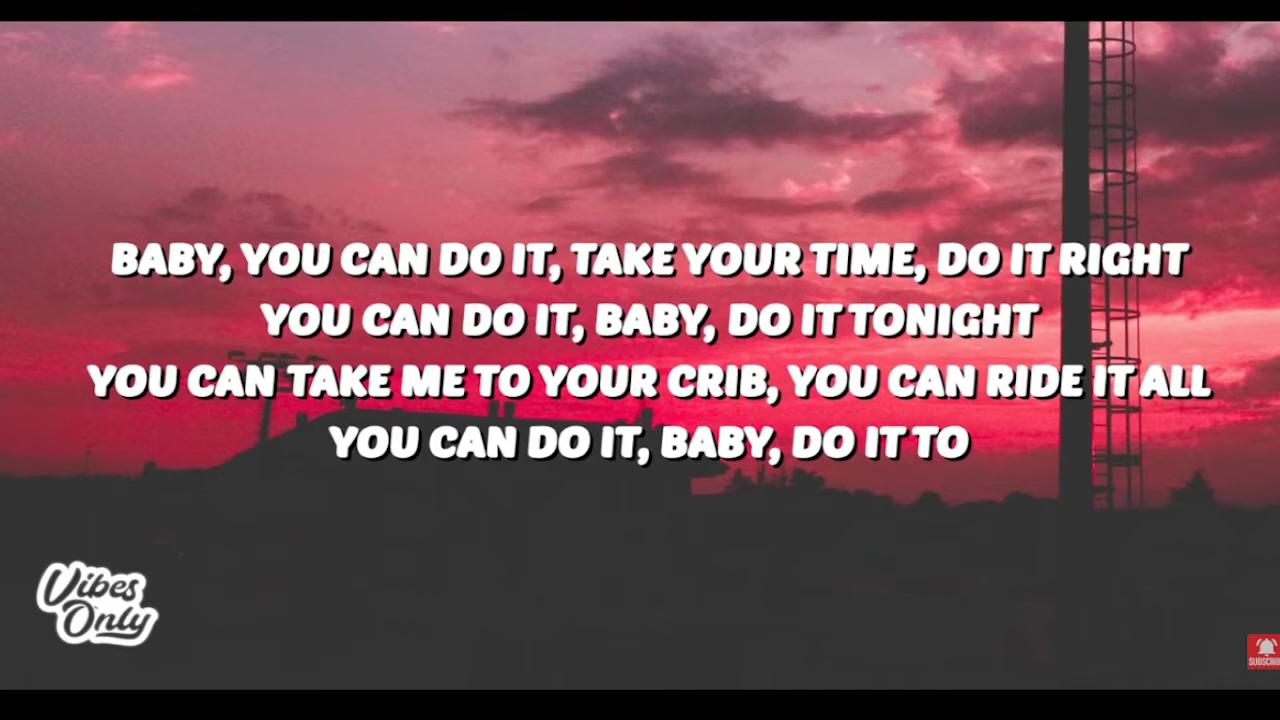 BABY, YOU CAN DO IT, TAKE YOUR TIME, DO IT RIGHT
YOU CAN DO IT, BABY, DO IT TONIGHT
YOU CAN TAKE ME TO YOUR CRIB, YOU CAN RIDE IT ALL
YOU CAN DO IT, BABY, DO IT TO
Vibes
Only
SUBSCRIB